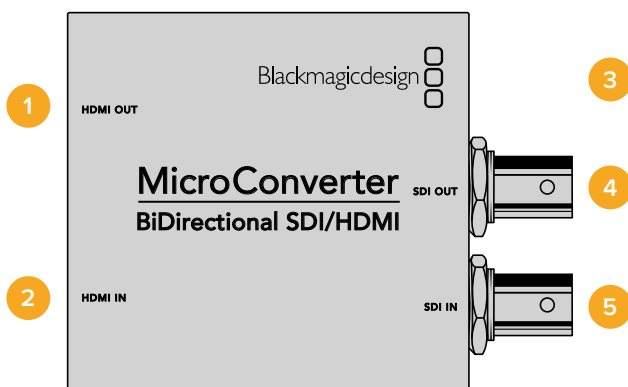 Blackmagicdesign
1
HDMI OUT
3
MicroConverter
SDI OUT
4
BiDirectional SDI/HDMI
2
HDMI IN
SDI IN
5